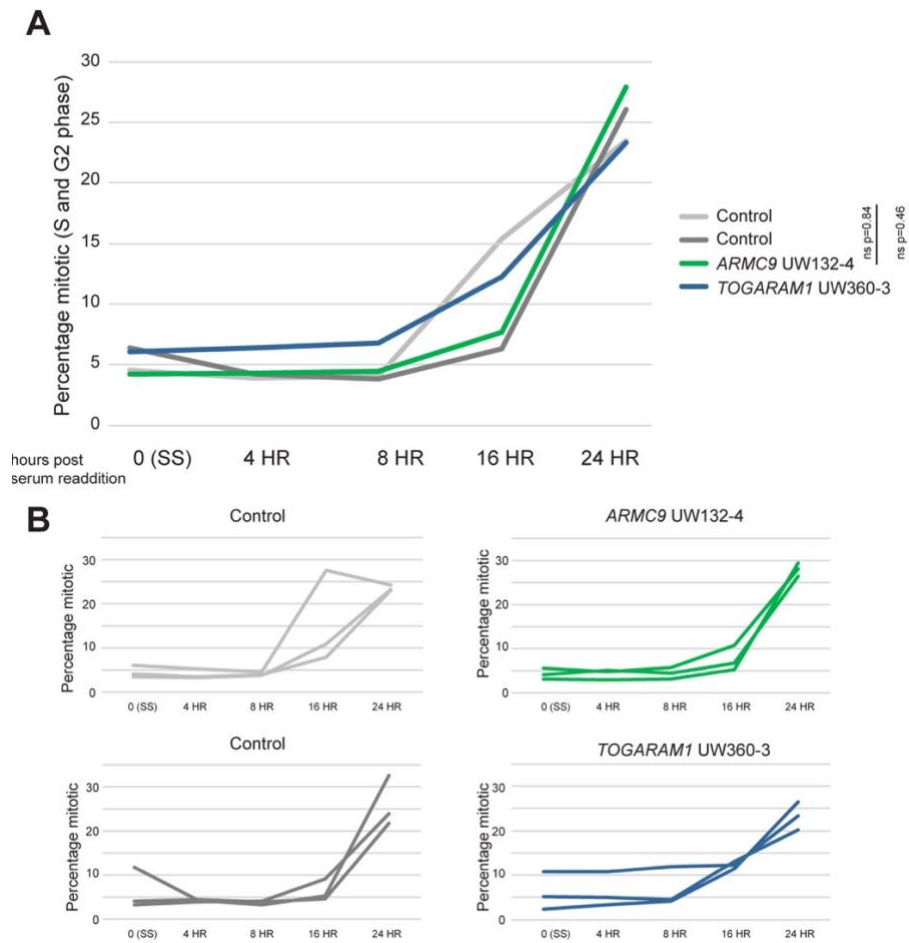 A
Percentage mitotic (S and G2 phase)
30
25
20
15
10
5
0
hours post
serum readdition
0 (SS) 4 HR 8 HR 16 HR 24 HR
Control
Control
ARMC9 UW132-4
TOGARAM1 UW360-3
ns p=0.84
ns p=0.46
B
Control
Percentage mitotic
30
20
10
0
0 (SS) 4 HR 8 HR 16 HR 24 HR
ARMC9 UW132-4
Percentage mitotic
30
20
10
0
0 (SS) 4 HR 8 HR 16 HR 24 HR
Control
Percentage mitotic
30
20
10
0
0 (SS) 4 HR 8 HR 16 HR 24 HR
TOGARAM1 UW360-3
Percentage mitotic
30
20
10
0
0 (SS) 4 HR 8 HR 16 HR 24 HR